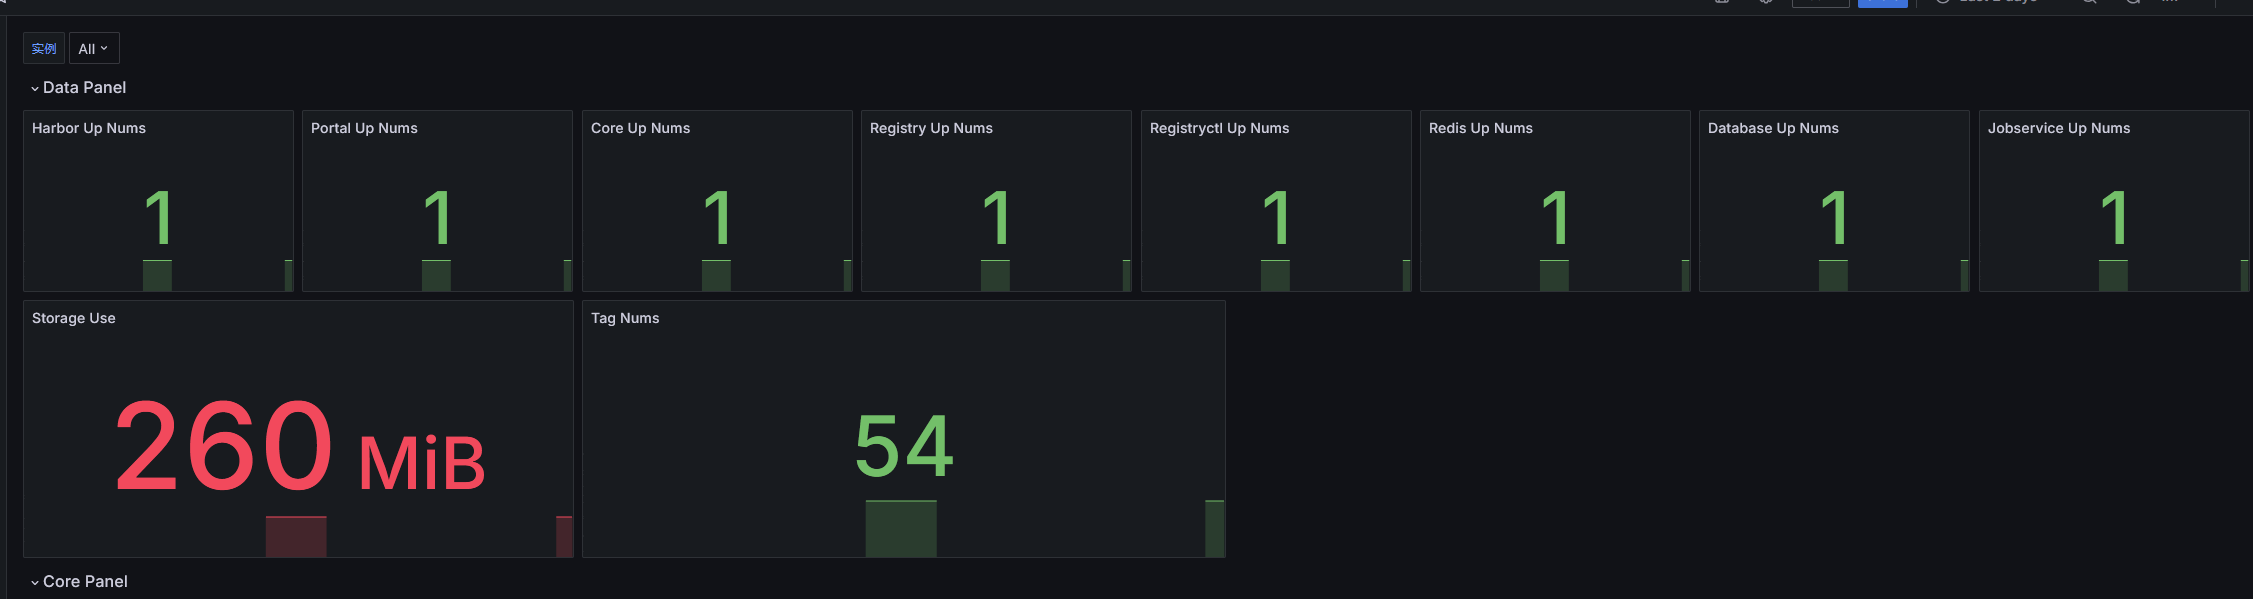 实例 All
Data Panel
Harbor Up Nums
1
Portal Up Nums
1
Core Up Nums
1
Registry Up Nums
1
Registryctl Up Nums
1
Redis Up Nums
1
Database Up Nums
1
Jobservice Up Nums
1
Storage Use
260 MiB
Tag Nums
54
Core Panel